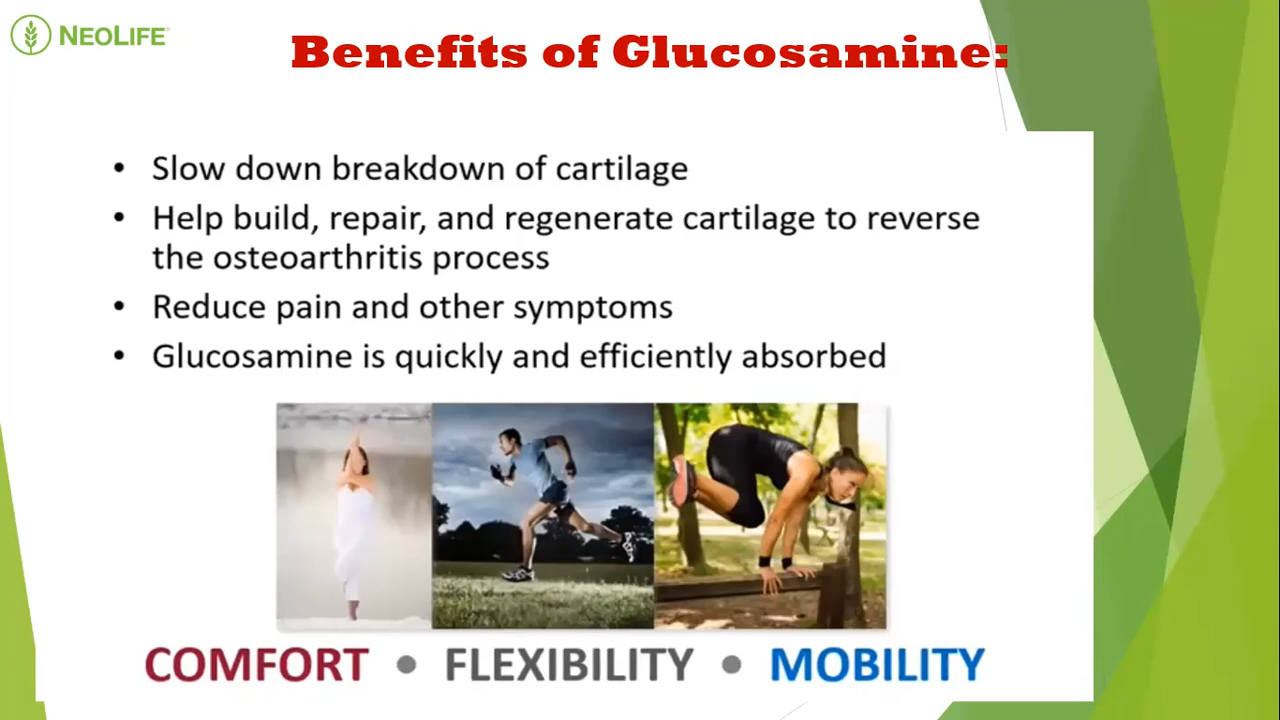 NEOLIFE
Benefits of Glucosamine:
• Slow down breakdown of cartilage
• Help build, repair, and regenerate cartilage to reverse
the osteoarthritis process
• Reduce pain and other symptoms
• Glucosamine is quickly and efficiently absorbed
COMFORT • FLEXIBILITY • MOBILITY